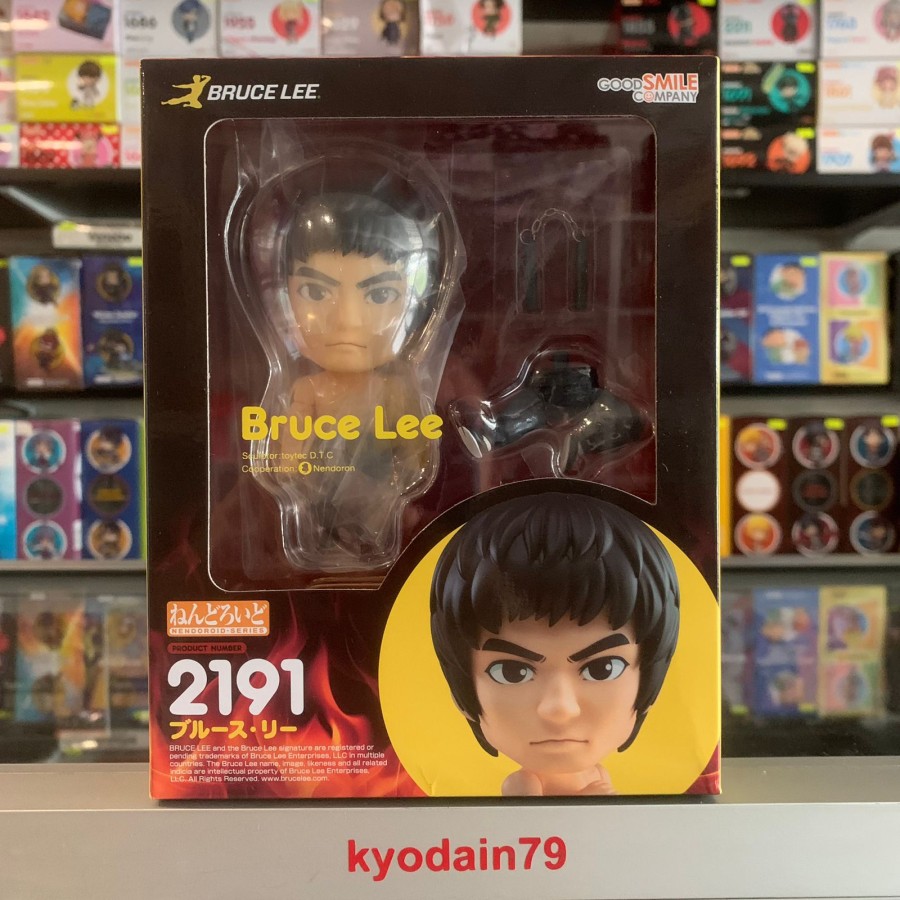 BRUCE LEE
GOOD SMILE
COMPANY
Bruce Lee
Sculptor:toytec D.T.C
Cooperation: Nendoron
ねんどろいど
NENDOROID-SERIES
PRODUCT NUMBER
2191
ブルース・リー
BRUCE LEE and the Bruce Lee signature are registered or
pending trademarks of Bruce Lee Enterprises, LLC in multiple
countries. The Bruce Lee name, image, likeness and all related
indicia are intellectual property of Bruce Lee Enterprises,
LLC. All Rights Reserved. www.brucelee.com.
kyodain79